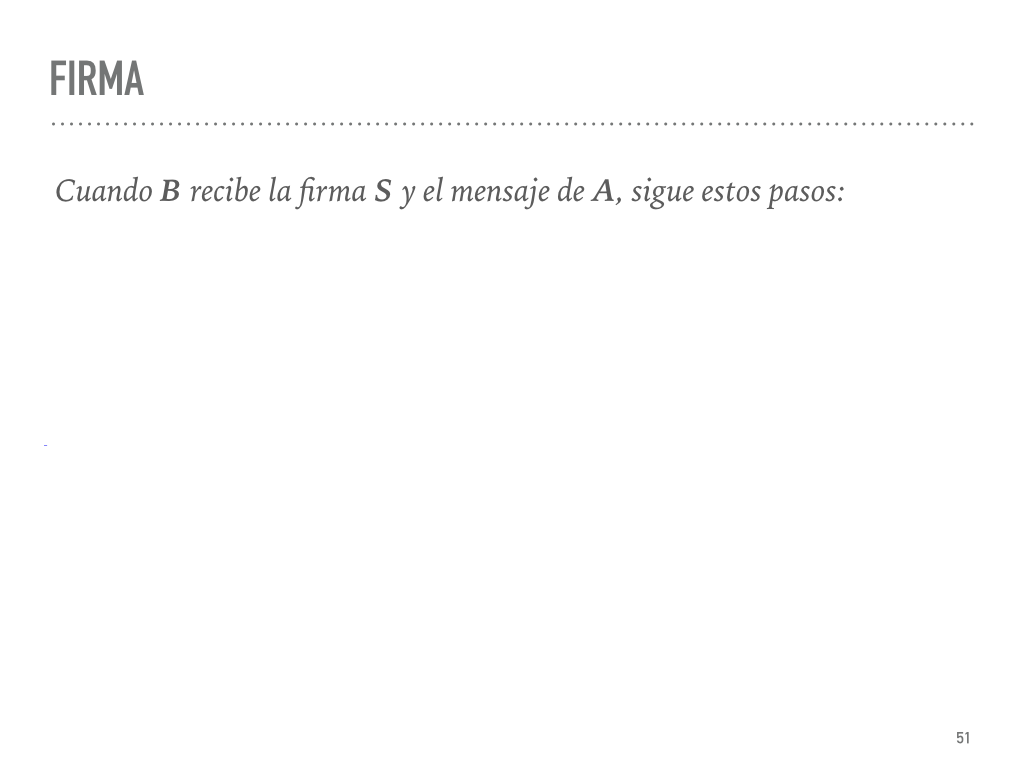 FIRMA
Cuando B recibe la firma S y el mensaje de A, sigue estos pasos:
-
51